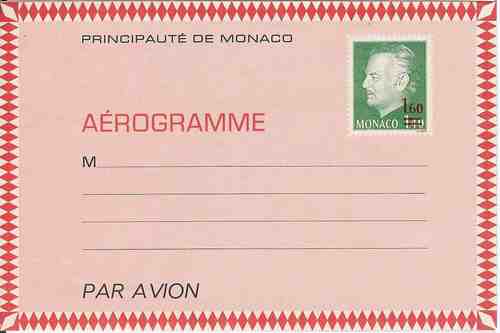 PRINCIPAUTÉ DE MONACO
1.60
MONACO
AÉROGRAMME
M
PAR AVION